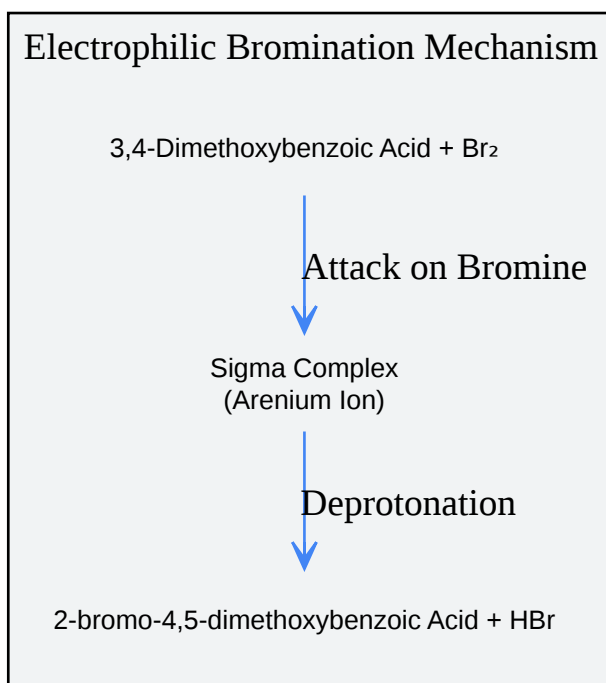 Electrophilic Bromination Mechanism
3,4-Dimethoxybenzoic Acid + Br₂
Attack on Bromine
Sigma Complex
(Arenium Ion)
Deprotonation
2-bromo-4,5-dimethoxybenzoic Acid + HBr